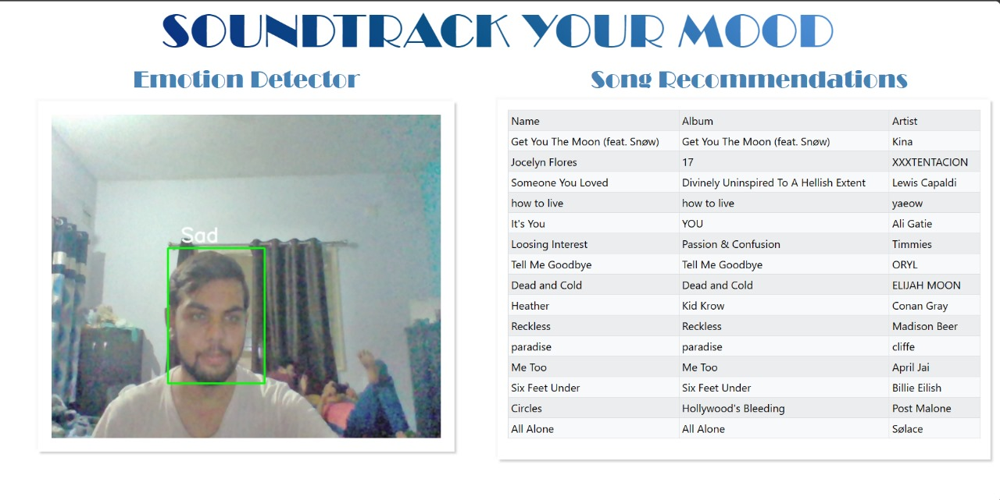 SOUNDTRACK YOUR MOOD
Emotion Detector
Song Recommendations
Sad
Name Album Artist
Get You The Moon (feat. Snøw) Get You The Moon (feat. Snøw) Kina
Jocelyn Flores 17 XXXTENTACION
Someone You Loved Divinely Uninspired To A Hellish Extent Lewis Capaldi
how to live how to live yaeow
It's You YOU Ali Gatie
Loosing Interest Passion & Confusion Timmies
Tell Me Goodbye Tell Me Goodbye ORYL
Dead and Cold Dead and Cold ELIJAH MOON
Heather Kid Krow Conan Gray
Reckless Reckless Madison Beer
paradise paradise cliffe
Me Too Me Too April Jai
Six Feet Under Six Feet Under Billie Eilish
Circles Hollywood's Bleeding Post Malone
All Alone All Alone Sølace